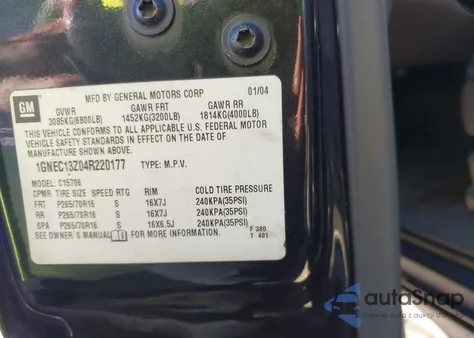 GM
MFD BY GENERAL MOTORS CORP 01/04
GVWR GAWR FRT GAWR RR
3085KG(6800LB) 1452KG(3200LB) 1814KG(4000LB)
THIS VEHICLE CONFORMS TO ALL APPLICABLE U.S. FEDERAL MOTOR
VEHICLE SAFETY STANDARDS IN EFFECT ON THE DATE OF
MANUFACTURE SHOWN ABOVE.
1GNEC13Z04R220177 TYPE: M.P.V.
MODEL: C15706
CPMR TIRE SIZE SPEED RTG RIM COLD TIRE PRESSURE
FRT P265/70R16 S 16X7J 240KPA(35PSI)
RR P265/70R16 S 16X7J 240KPA(35PSI)
SPA P265/70R16 S 16X6.5J 240KPA(35PSI)
SEE OWNER'S MANUAL FOR ADDITIONAL INFORMATION.
F 380
T 401
autoSnap